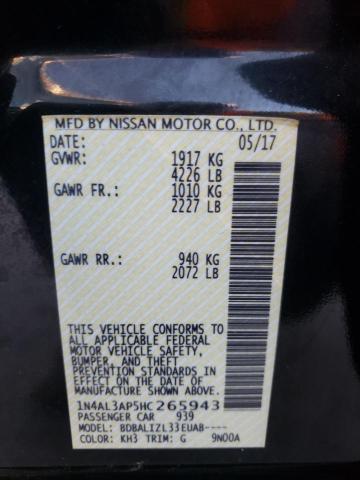 MFD BY NISSAN MOTOR CO., LTD.
DATE: 05/17
GVWR: 1917 KG
4226 LB
GAWR FR.: 1010 KG
2227 LB
GAWR RR.: 940 KG
2072 LB
THIS VEHICLE CONFORMS TO
ALL APPLICABLE FEDERAL
MOTOR VEHICLE SAFETY,
BUMPER, AND THEFT
PREVENTION STANDARDS IN
EFFECT ON THE DATE OF
MANUFACTURE SHOWN ABOVE.
1N4AL3AP5HC 265943
PASSENGER CAR 939
MODEL: BDBALIZL33EUAB----
COLOR: KH3 TRIM: G 9N00A